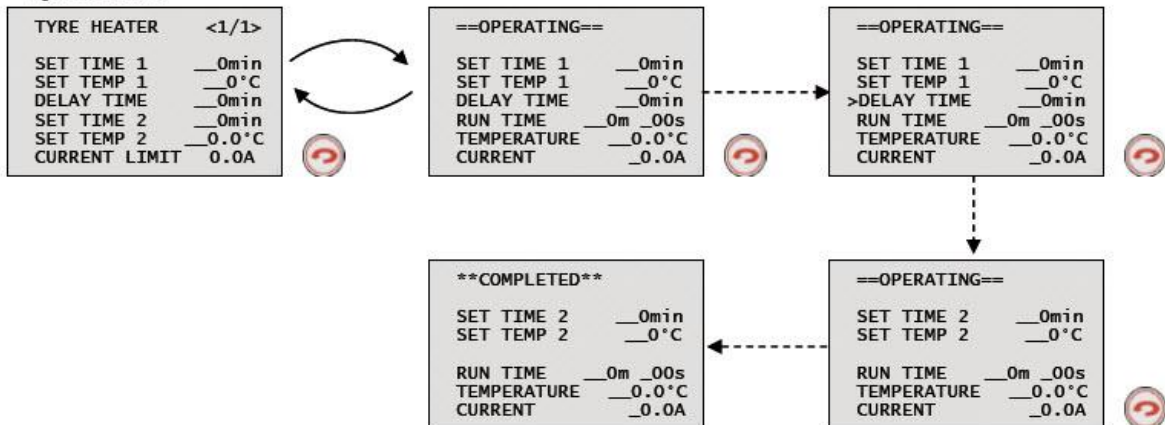 TYRE HEATER <1/1>
SET TIME 1 __0min
SET TEMP 1 __0°C
DELAY TIME __0min
SET TIME 2 __0min
SET TEMP 2 __0.0°C
CURRENT LIMIT 0.0A
==OPERATING==
SET TIME 1 __0min
SET TEMP 1 __0°C
DELAY TIME __0min
RUN TIME __0m _00s
TEMPERATURE __0.0°C
CURRENT _0.0A
==OPERATING==
SET TIME 1 __0min
SET TEMP 1 __0°C
>DELAY TIME __0min
RUN TIME __0m _00s
TEMPERATURE __0.0°C
CURRENT _0.0A
==OPERATING==
SET TIME 2 __0min
SET TEMP 2 __0°C
RUN TIME __0m _00s
TEMPERATURE __0.0°C
CURRENT _0.0A
**COMPLETED**
SET TIME 2 __0min
SET TEMP 2 __0°C
RUN TIME __0m _00s
TEMPERATURE __0.0°C
CURRENT _0.0A